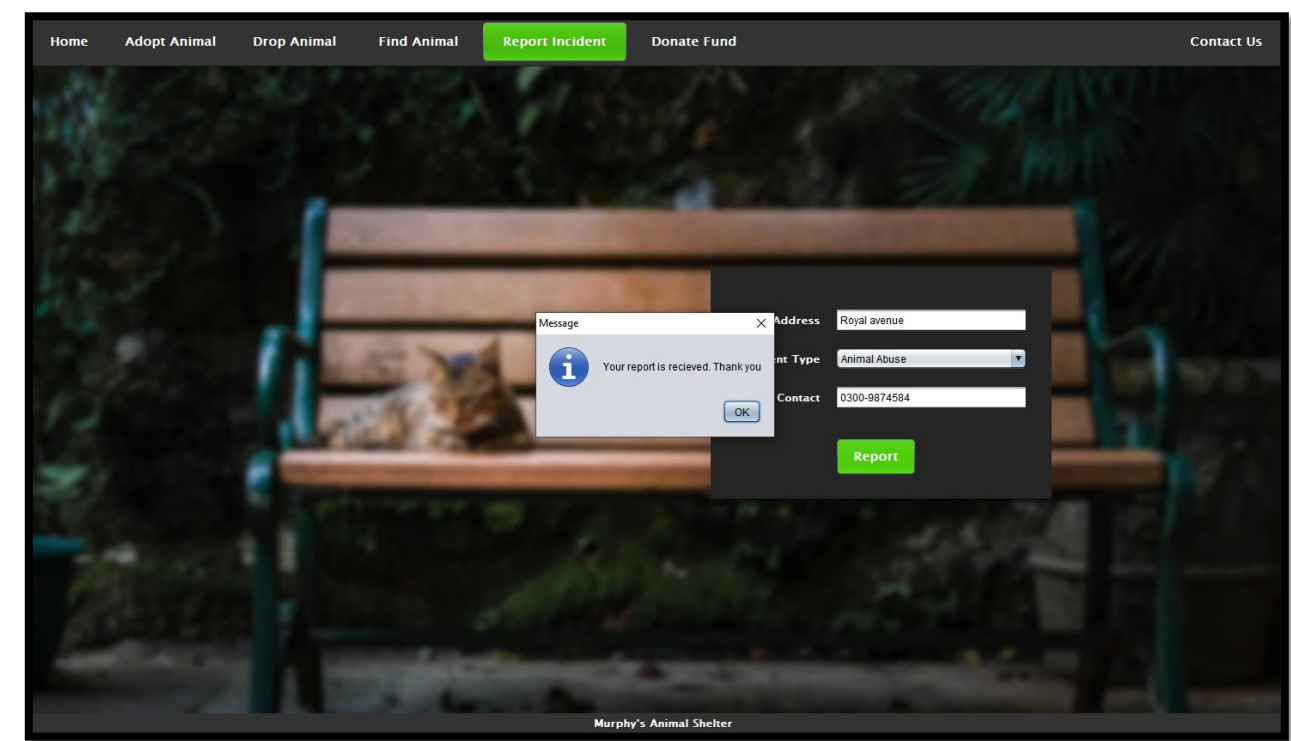 Home Adopt Animal Drop Animal Find Animal Report Incident Donate Fund Contact Us
Message
Your report is recieved. Thank you
OK
Address Royal avenue
nt Type Animal Abuse
Contact 0300-9874584
Report
Murphy's Animal Shelter